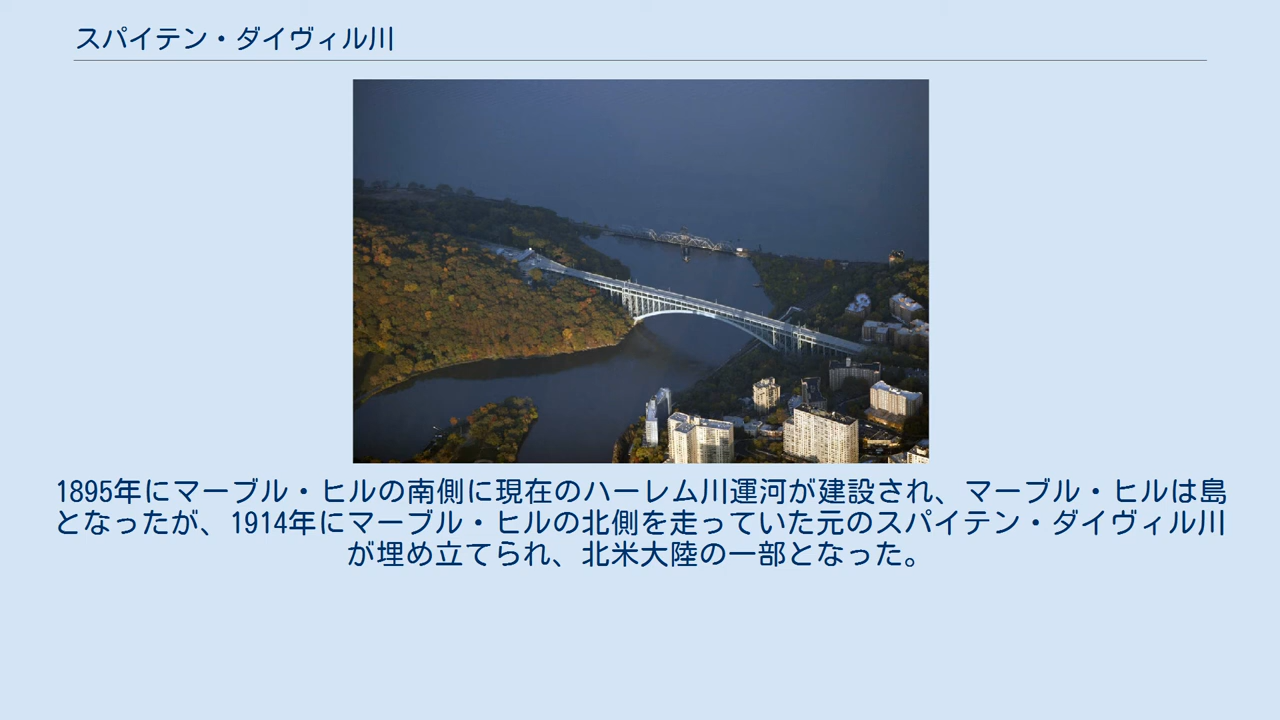 スパイテン・ダイヴィル川
1895年にマーブル・ヒルの南側に現在のハーレム川運河が建設され、マーブル・ヒルは島
となったが、1914年にマーブル・ヒルの北側を走っていた元のスパイテン・ダイヴィル川
が埋め立てられ、北米大陸の一部となった。